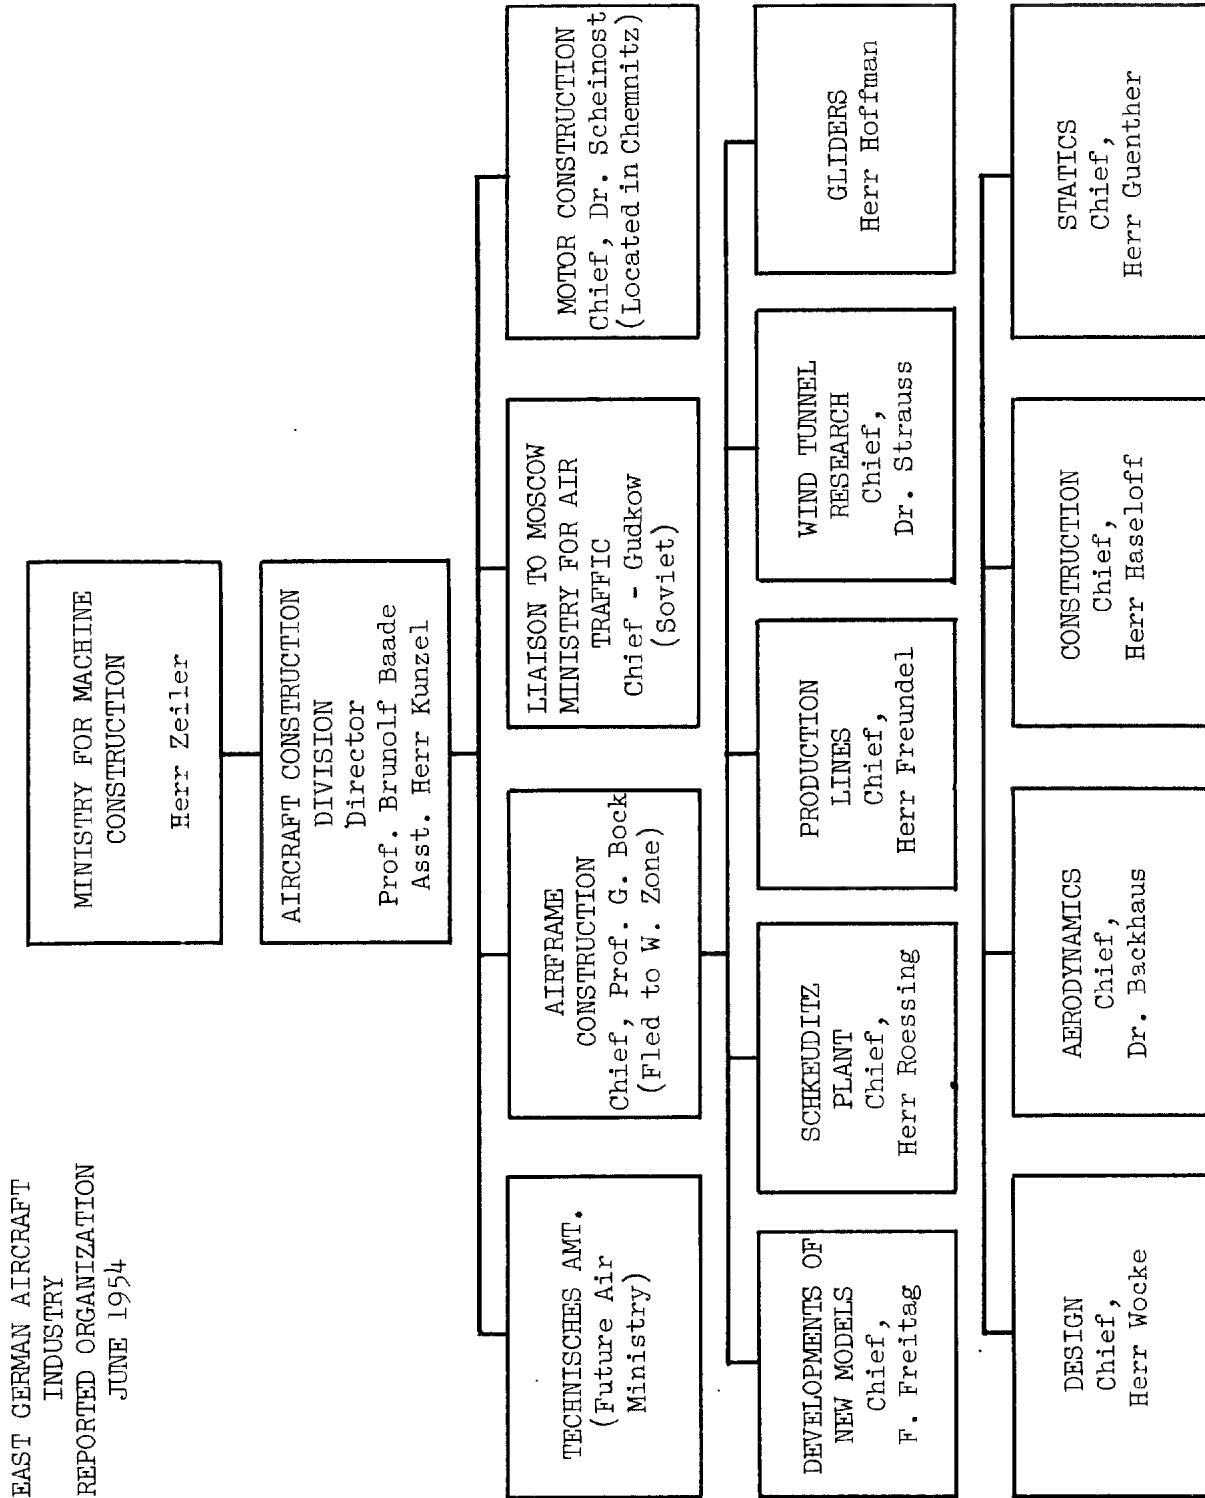 EAST GERMAN AIRCRAFT
INDUSTRY
REPORTED ORGANIZATION
JUNE 1954
MINISTRY FOR MACHINE
CONSTRUCTION
Herr Zeiler
AIRCRAFT CONSTRUCTION
DIVISION
Director
Prof. Brunolf Baade
Asst. Herr Kunzel
TECHNISCHES AMT.
(Future Air
Ministry)
AIRFRAME
CONSTRUCTION
Chief, Prof. G. Bock
(Fled to W. Zone)
LIAISON TO MOSCOW
MINISTRY FOR AIR
TRAFFIC
Chief - Gudkow
(Soviet)
MOTOR CONSTRUCTION
Chief, Dr. Scheinost
(Located in Chemnitz)
DEVELOPMENTS OF
NEW MODELS
Chief,
F. Freitag
SCHKEUDITZ
PLANT
Chief,
Herr Roessing
PRODUCTION
LINES
Chief,
Herr Freundel
WIND TUNNEL
RESEARCH
Chief,
Dr. Strauss
GLIDERS
Herr Hoffman
DESIGN
Chief,
Herr Wocke
AERODYNAMICS
Chief,
Dr. Backhaus
CONSTRUCTION
Chief,
Herr Haseloff
STATICS
Chief,
Herr Guenther